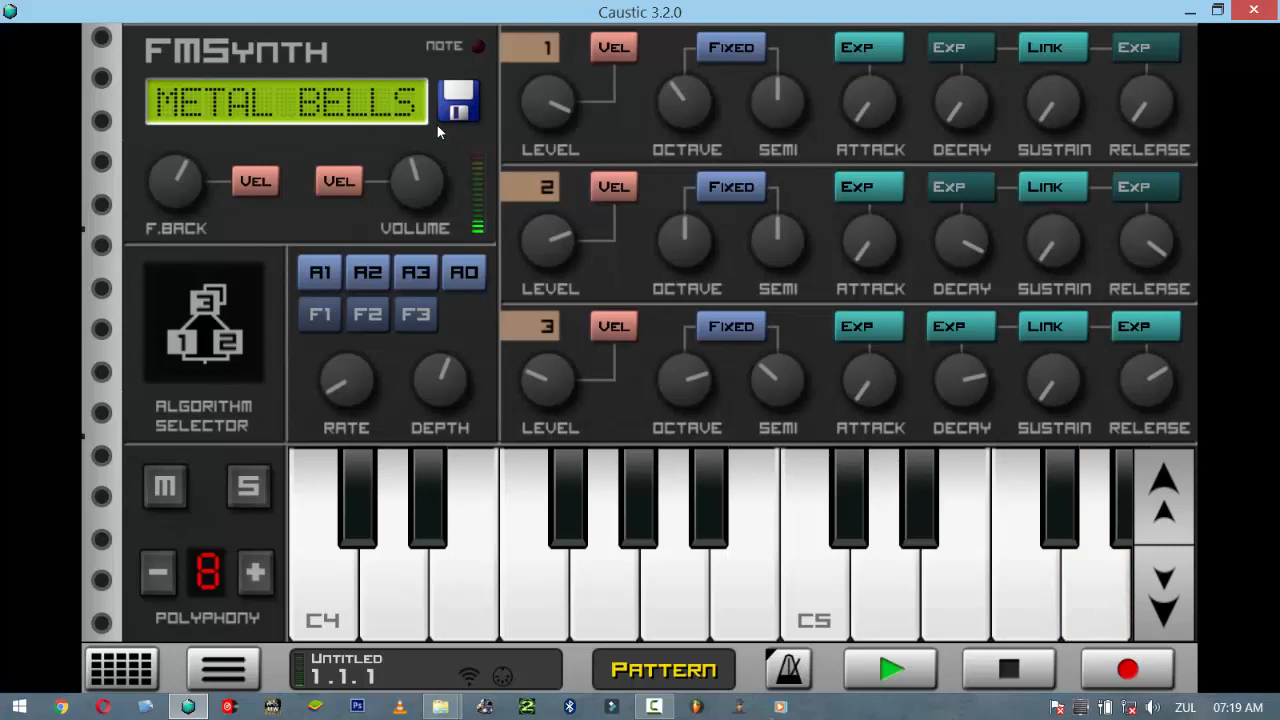 Caustic 3.2.0
FMSynth
NOTE
METAL BELLS
F.BACK
VEL
VEL
VOLUME
1
VEL
FIXED
EXP
EXP
LINK
EXP
LEVEL OCTAVE SEMI ATTACK DECAY SUSTAIN RELEASE
2
VEL
FIXED
EXP
EXP
LINK
EXP
LEVEL OCTAVE SEMI ATTACK DECAY SUSTAIN RELEASE
3
VEL
FIXED
EXP
EXP
LINK
EXP
LEVEL OCTAVE SEMI ATTACK DECAY SUSTAIN RELEASE
A1 A2 A3 A0
F1 F2 F3
3
1 2
ALGORITHM
SELECTOR
RATE DEPTH
M S
- 8 +
POLYPHONY
C4 C5
UNTITLED
1.1.1
PATTERN
ZUL 07:19 AM